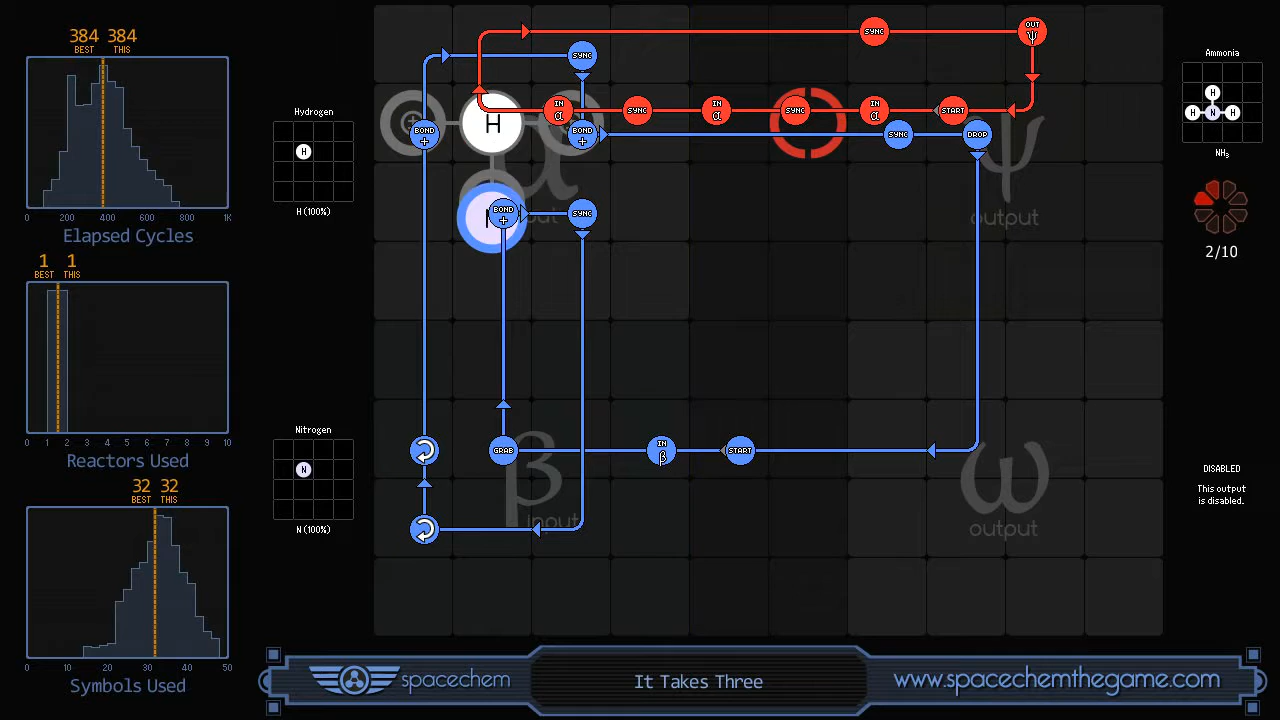 384 384
BEST THIS
0 200 400 600 800 1K
Elapsed Cycles
1 1
BEST THIS
0 1 2 3 4 5 6 7 8 9 10
Reactors Used
32 32
BEST THIS
0 10 20 30 40 50
Symbols Used
Hydrogen
H
H (100%)
Nitrogen
N
N (100%)
SYNC
OUT
ψ
SYNC
IN
α
SYNC
IN
α
SYNC
IN
α
START
H
BOND
+
BOND
+
SYNC
DROP
α
ψ
BOND
+
SYNC
output
GRAB
IN
β
START
β
input
ω
output
Ammonia
H
H N H
NH₃
2/10
DISABLED
This output
is disabled.
spacechem
It Takes Three
www.spacechemthegame.com